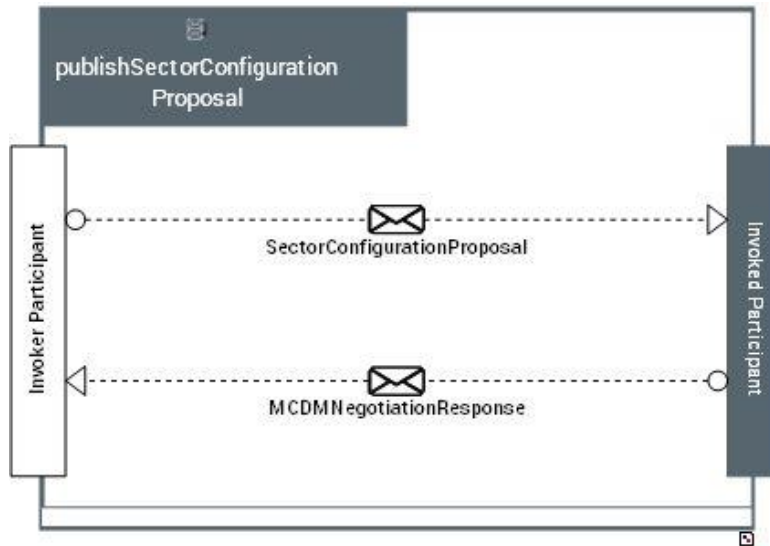 publishSectorConfiguration
Proposal
Invoker Participant
SectorConfigurationProposal
Invoked Participant
MCDMNegotiationResponse